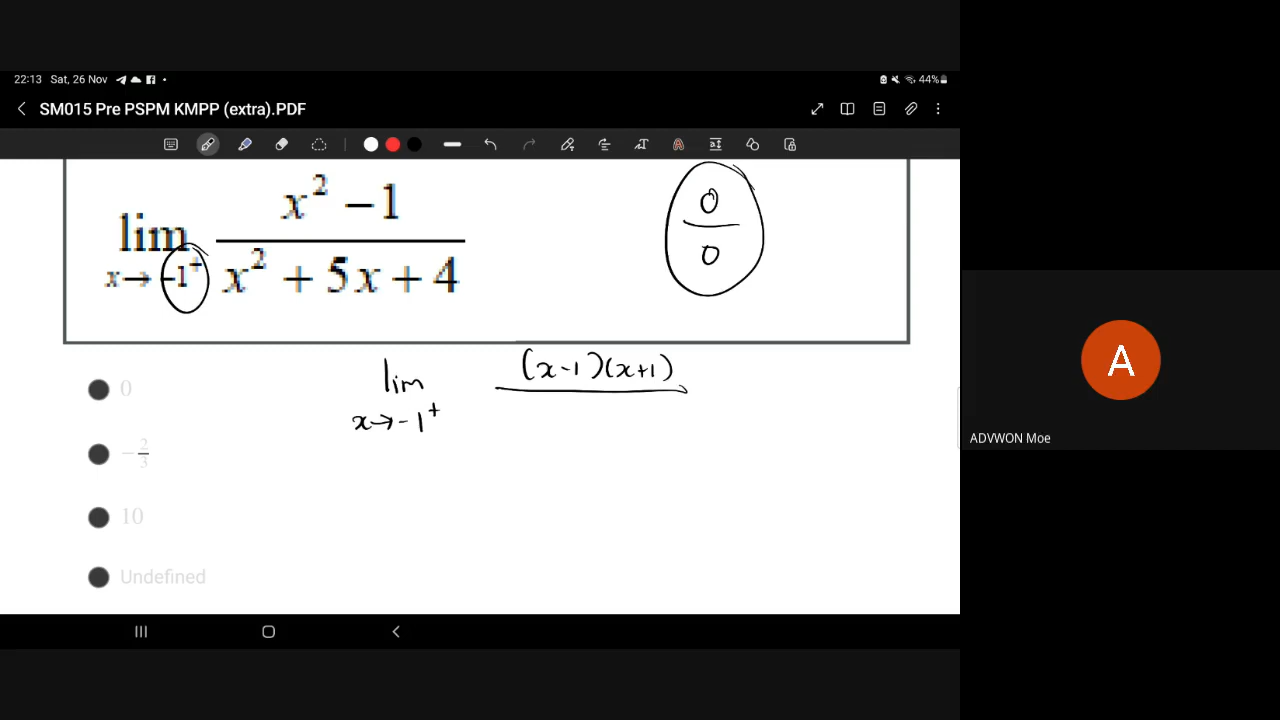 22:13 Sat, 26 Nov
44%
SM015 Pre PSPM KMPP (extra).PDF
lim x→-1⁺ (x² - 1)/(x² + 5x + 4)
0/0
lim x→-1⁺ (x-1)(x+1)
0
-2/3
10
Undefined
A
ADVWON Moe